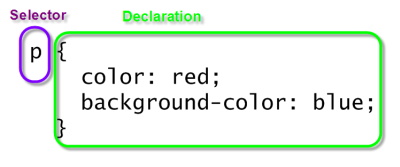 Selector Declaration
p {
color: red;
background-color: blue;
}